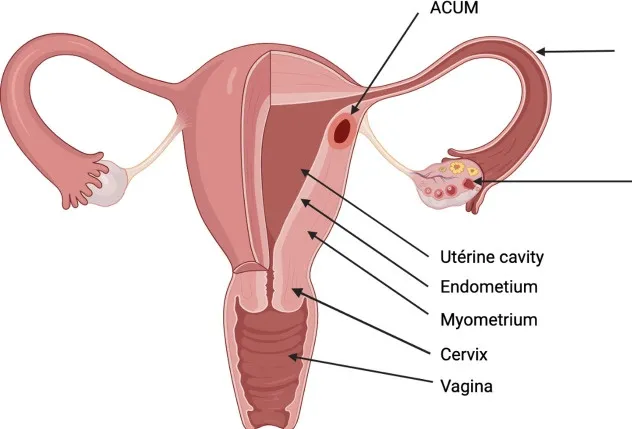 ACUM
Utérine cavity
Endometium
Myometrium
Cervix
Vagina